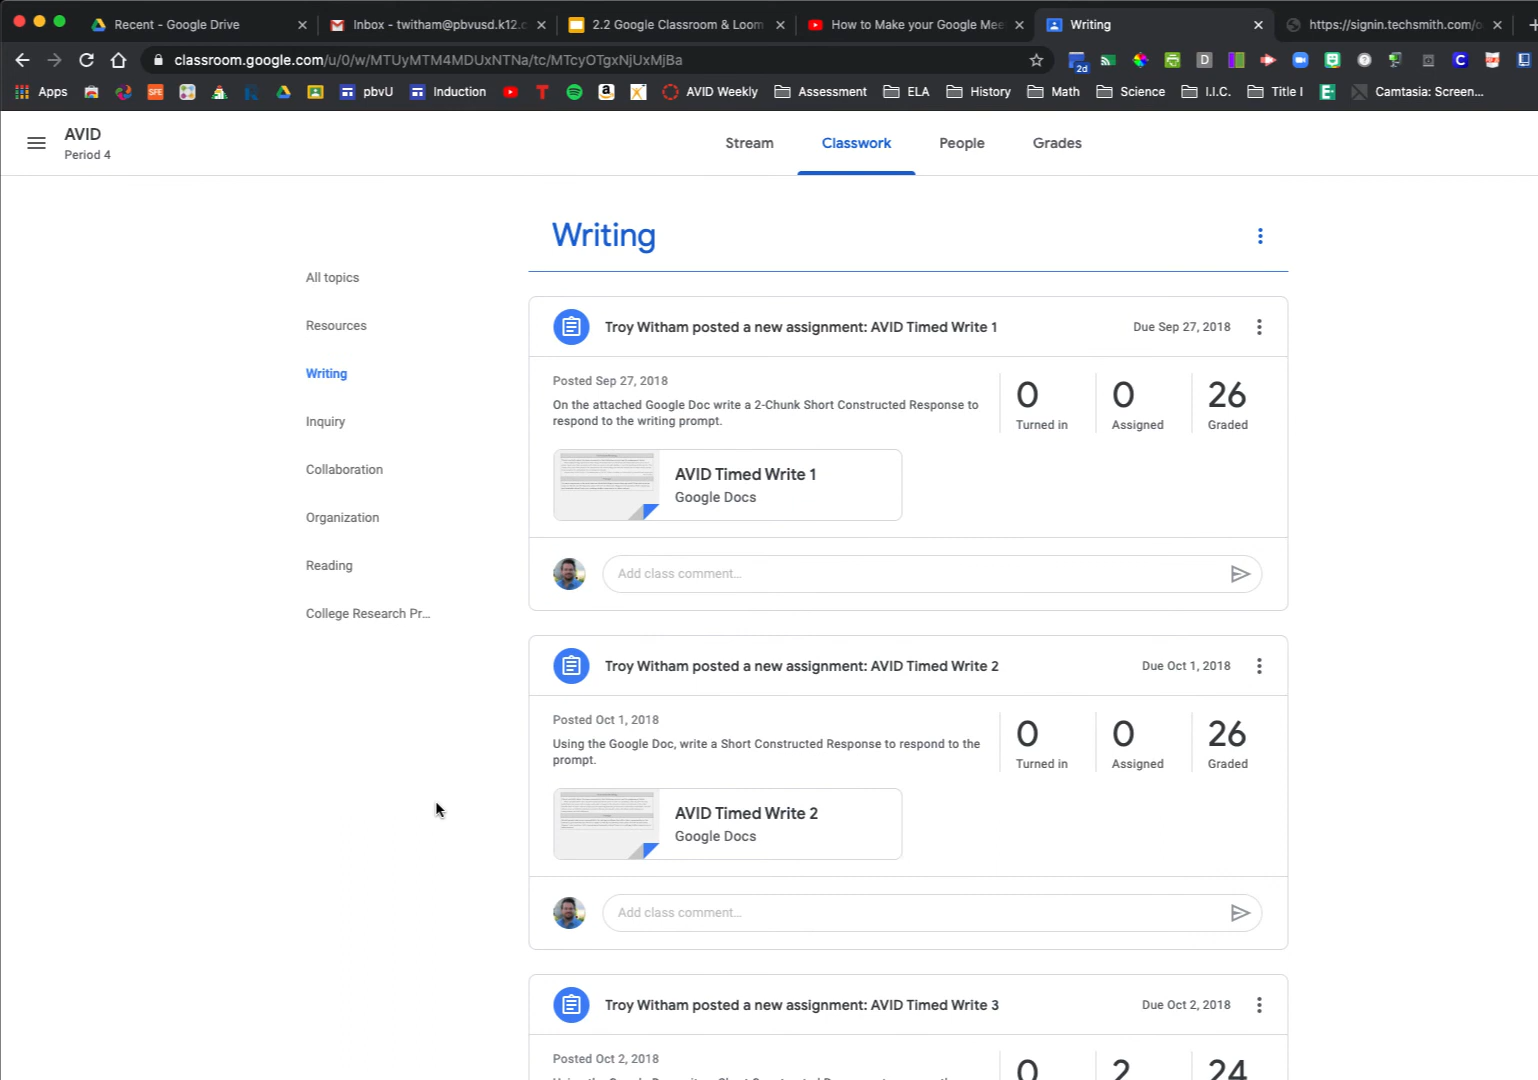 Recent - Google Drive
Inbox - twitham@pbvusd.k12.c
2.2 Google Classroom & Loom
How to Make your Google Mee
Writing
https://signin.techsmith.com/o
classroom.google.com/u/0/w/MTUyMTM4MDUxNTNa/tc/MTcyOTgxNjUxMjBa
2d
Apps
SFE
pbvU
Induction
AVID Weekly
Assessment
ELA
History
Math
Science
I.I.C.
Title I
Camtasia: Screen...
AVID
Period 4
Stream
Classwork
People
Grades
Writing
All topics
Resources
Writing
Inquiry
Collaboration
Organization
Reading
College Research Pr...
Troy Witham posted a new assignment: AVID Timed Write 1
Due Sep 27, 2018
Posted Sep 27, 2018
On the attached Google Doc write a 2-Chunk Short Constructed Response to
respond to the writing prompt.
0
Turned in
0
Assigned
26
Graded
AVID Timed Write 1
Google Docs
Add class comment...
Troy Witham posted a new assignment: AVID Timed Write 2
Due Oct 1, 2018
Posted Oct 1, 2018
Using the Google Doc, write a Short Constructed Response to respond to the
prompt.
0
Turned in
0
Assigned
26
Graded
AVID Timed Write 2
Google Docs
Add class comment...
Troy Witham posted a new assignment: AVID Timed Write 3
Due Oct 2, 2018
Posted Oct 2, 2018
0
2
24